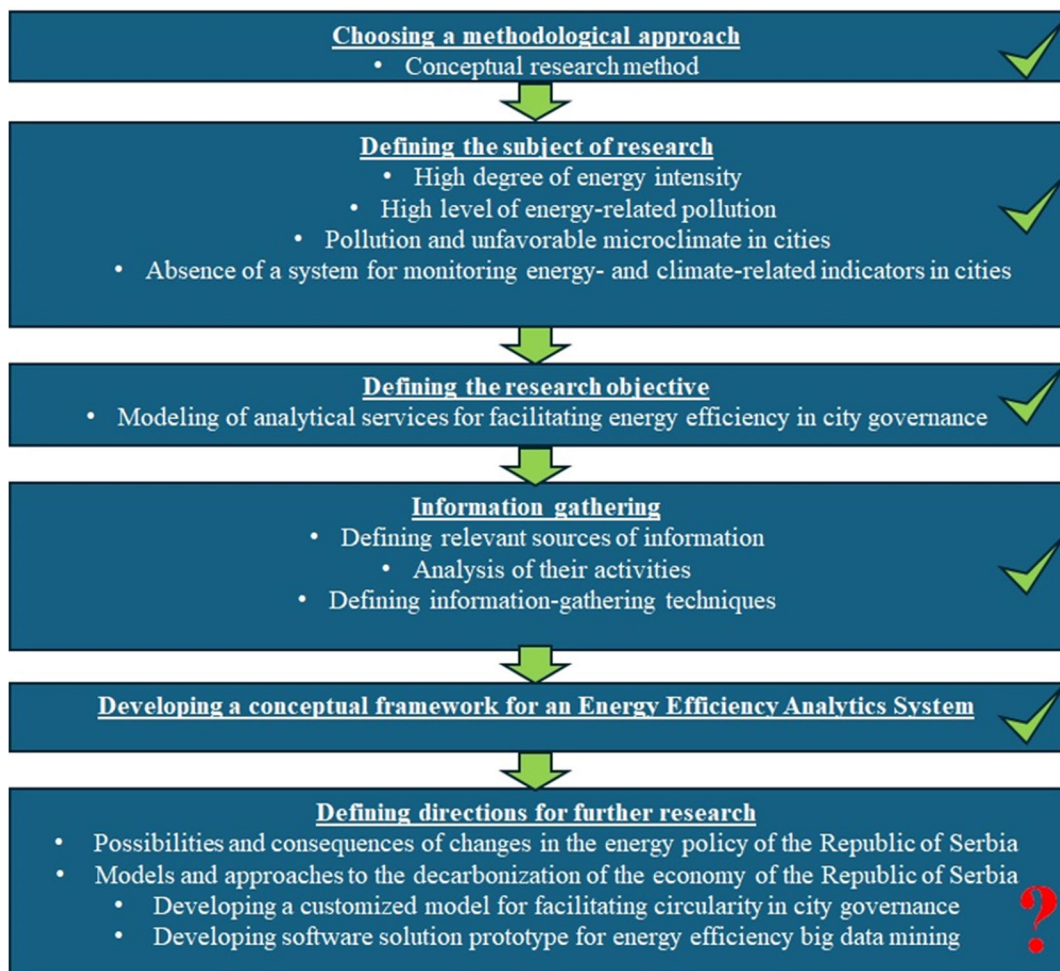 Choosing a methodological approach
• Conceptual research method
Defining the subject of research
• High degree of energy intensity
• High level of energy-related pollution
• Pollution and unfavorable microclimate in cities
• Absence of a system for monitoring energy- and climate-related indicators in cities
Defining the research objective
• Modeling of analytical services for facilitating energy efficiency in city governance
Information gathering
• Defining relevant sources of information
• Analysis of their activities
• Defining information-gathering techniques
Developing a conceptual framework for an Energy Efficiency Analytics System
Defining directions for further research
• Possibilities and consequences of changes in the energy policy of the Republic of Serbia
• Models and approaches to the decarbonization of the economy of the Republic of Serbia
• Developing a customized model for facilitating circularity in city governance
• Developing software solution prototype for energy efficiency big data mining
?